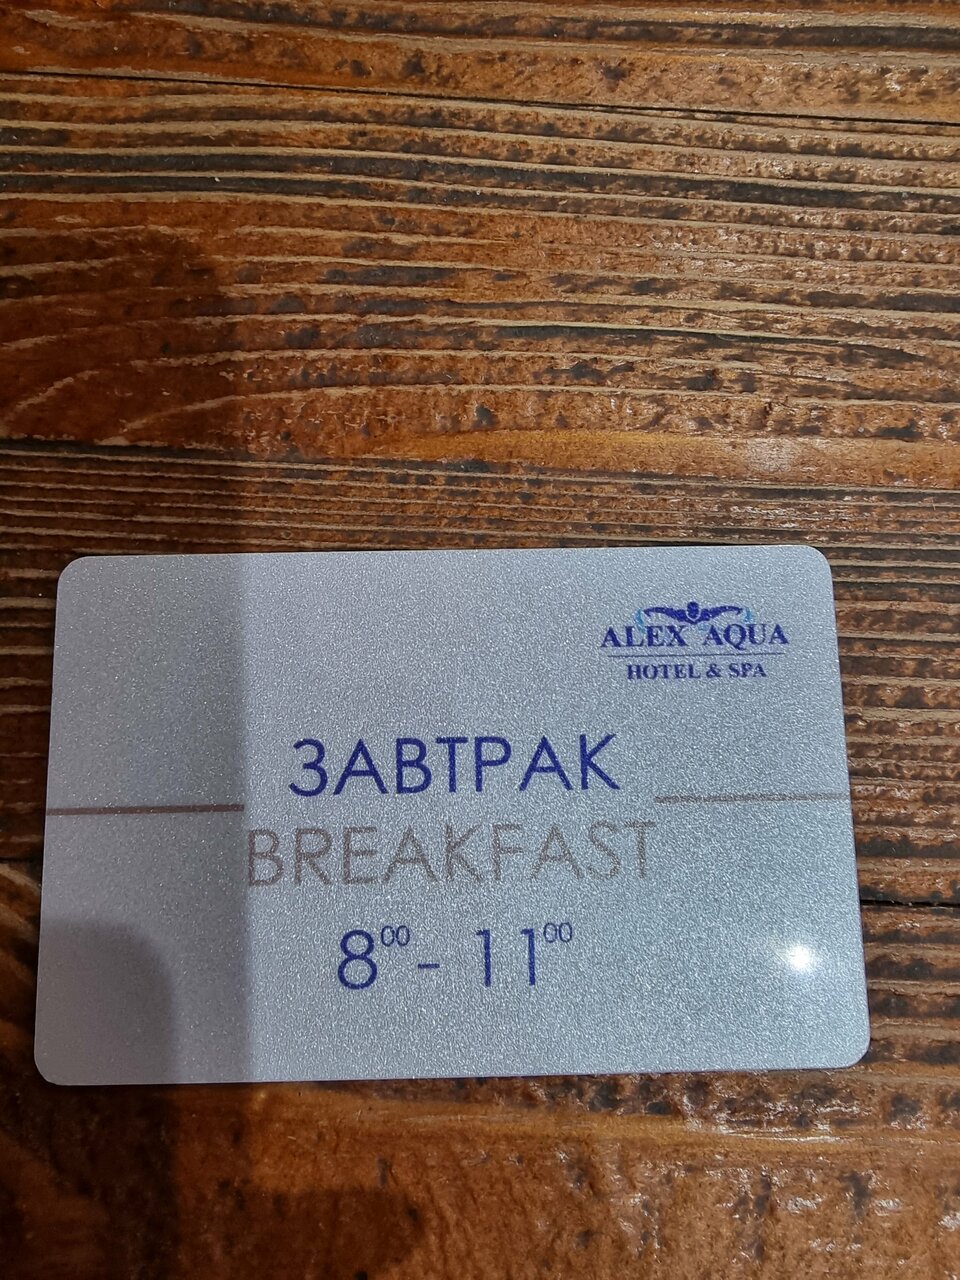 ALEX AQUA
HOTEL & SPA
ЗАВТРАК
BREAKFAST
8⁰⁰ - 11⁰⁰